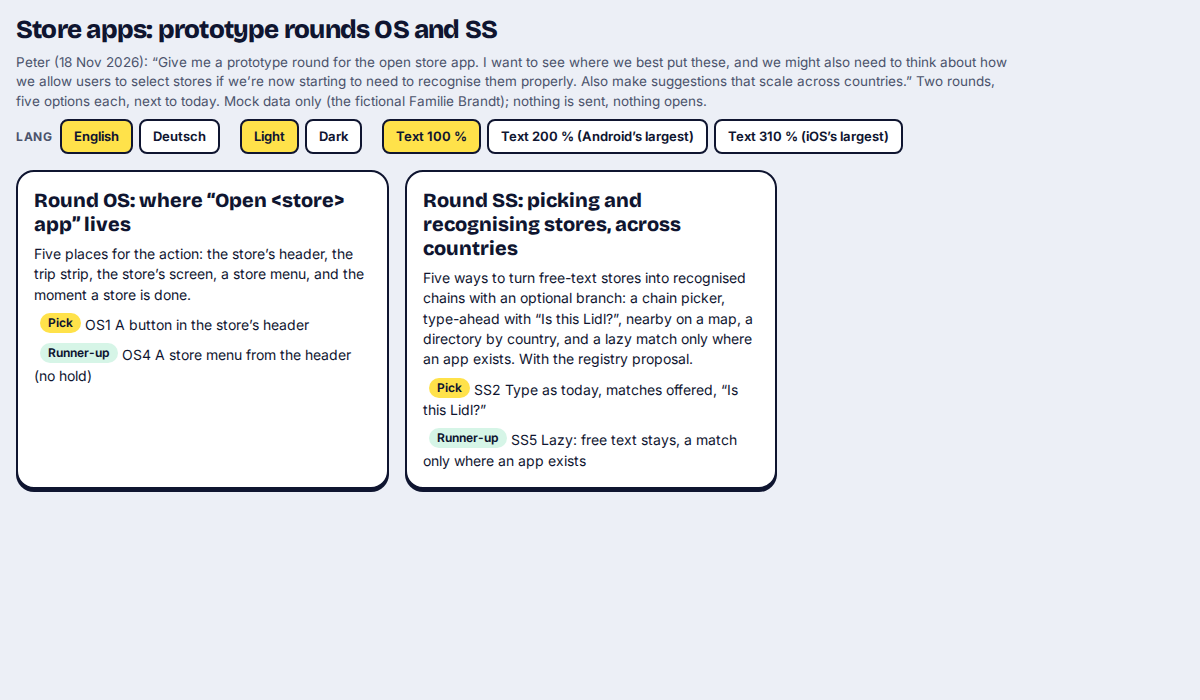 Store apps: prototype rounds OS and SS
Peter (18 Nov 2026): “Give me a prototype round for the open store app. I want to see where we best put these, and we might also need to think about how
we allow users to select stores if we’re now starting to need to recognise them properly. Also make suggestions that scale across countries.” Two rounds,
five options each, next to today. Mock data only (the fictional Familie Brandt); nothing is sent, nothing opens.
LANG English Deutsch Light Dark Text 100 % Text 200 % (Android’s largest) Text 310 % (iOS’s largest)
Round OS: where “Open <store>
app” lives
Five places for the action: the store’s header, the
trip strip, the store’s screen, a store menu, and the
moment a store is done.
Pick OS1 A button in the store’s header
Runner-up OS4 A store menu from the header
(no hold)
Round SS: picking and
recognising stores, across
countries
Five ways to turn free-text stores into recognised
chains with an optional branch: a chain picker,
type-ahead with “Is this Lidl?”, nearby on a map, a
directory by country, and a lazy match only where
an app exists. With the registry proposal.
Pick SS2 Type as today, matches offered, “Is
this Lidl?”
Runner-up SS5 Lazy: free text stays, a match
only where an app exists